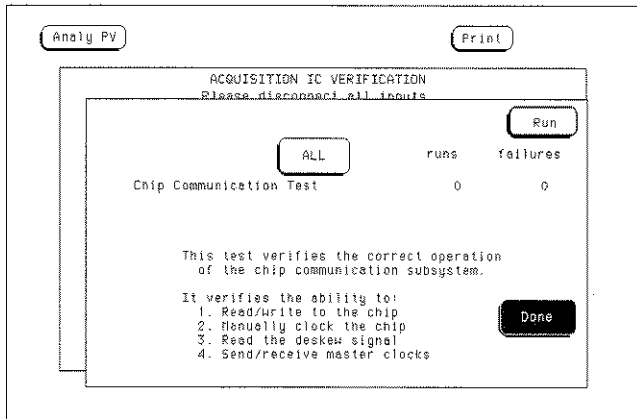 Analy PV
Print
ACQUISITION IC VERIFICATION
Please disconnect all inputs
Run
ALL
runs failures
Chip Communication Test 0 0
This test verifies the correct operation
of the chip communication subsystem.
It verifies the ability to:
1. Read/write to the chip
2. Manually clock the chip
3. Read the deskew signal
4. Send/receive master clocks
Done